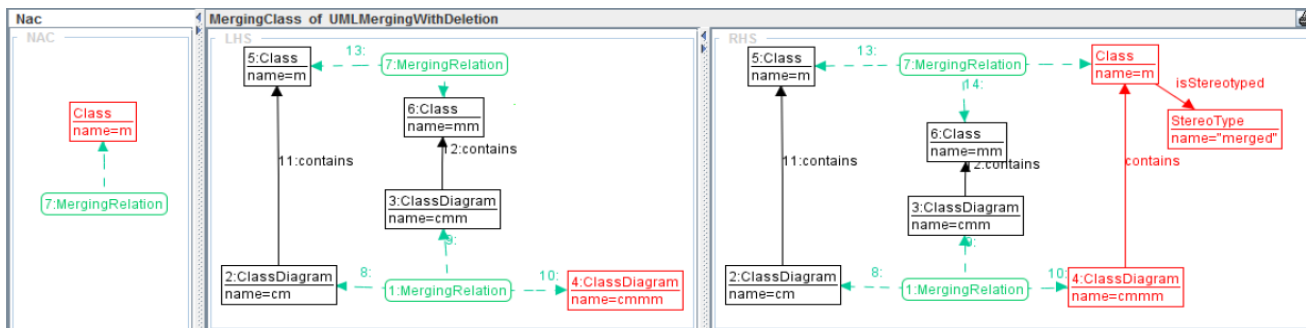 Nac
MergingClass of UMLMergingWithDeletion
NAC
Class
name=m
7:MergingRelation
LHS
5:Class
name=m
13:
7:MergingRelation
6:Class
name=mm
11:contains
12:contains
3:ClassDiagram
name=cmm
9:
2:ClassDiagram
name=cm
8:
1:MergingRelation
10:
4:ClassDiagram
name=cmmm
RHS
5:Class
name=m
13:
7:MergingRelation
Class
name=m
isStereotyped
14:
StereoType
name="merged"
6:Class
name=mm
11:contains
12:contains
contains
3:ClassDiagram
name=cmm
9:
2:ClassDiagram
name=cm
8:
1:MergingRelation
10:
4:ClassDiagram
name=cmmm